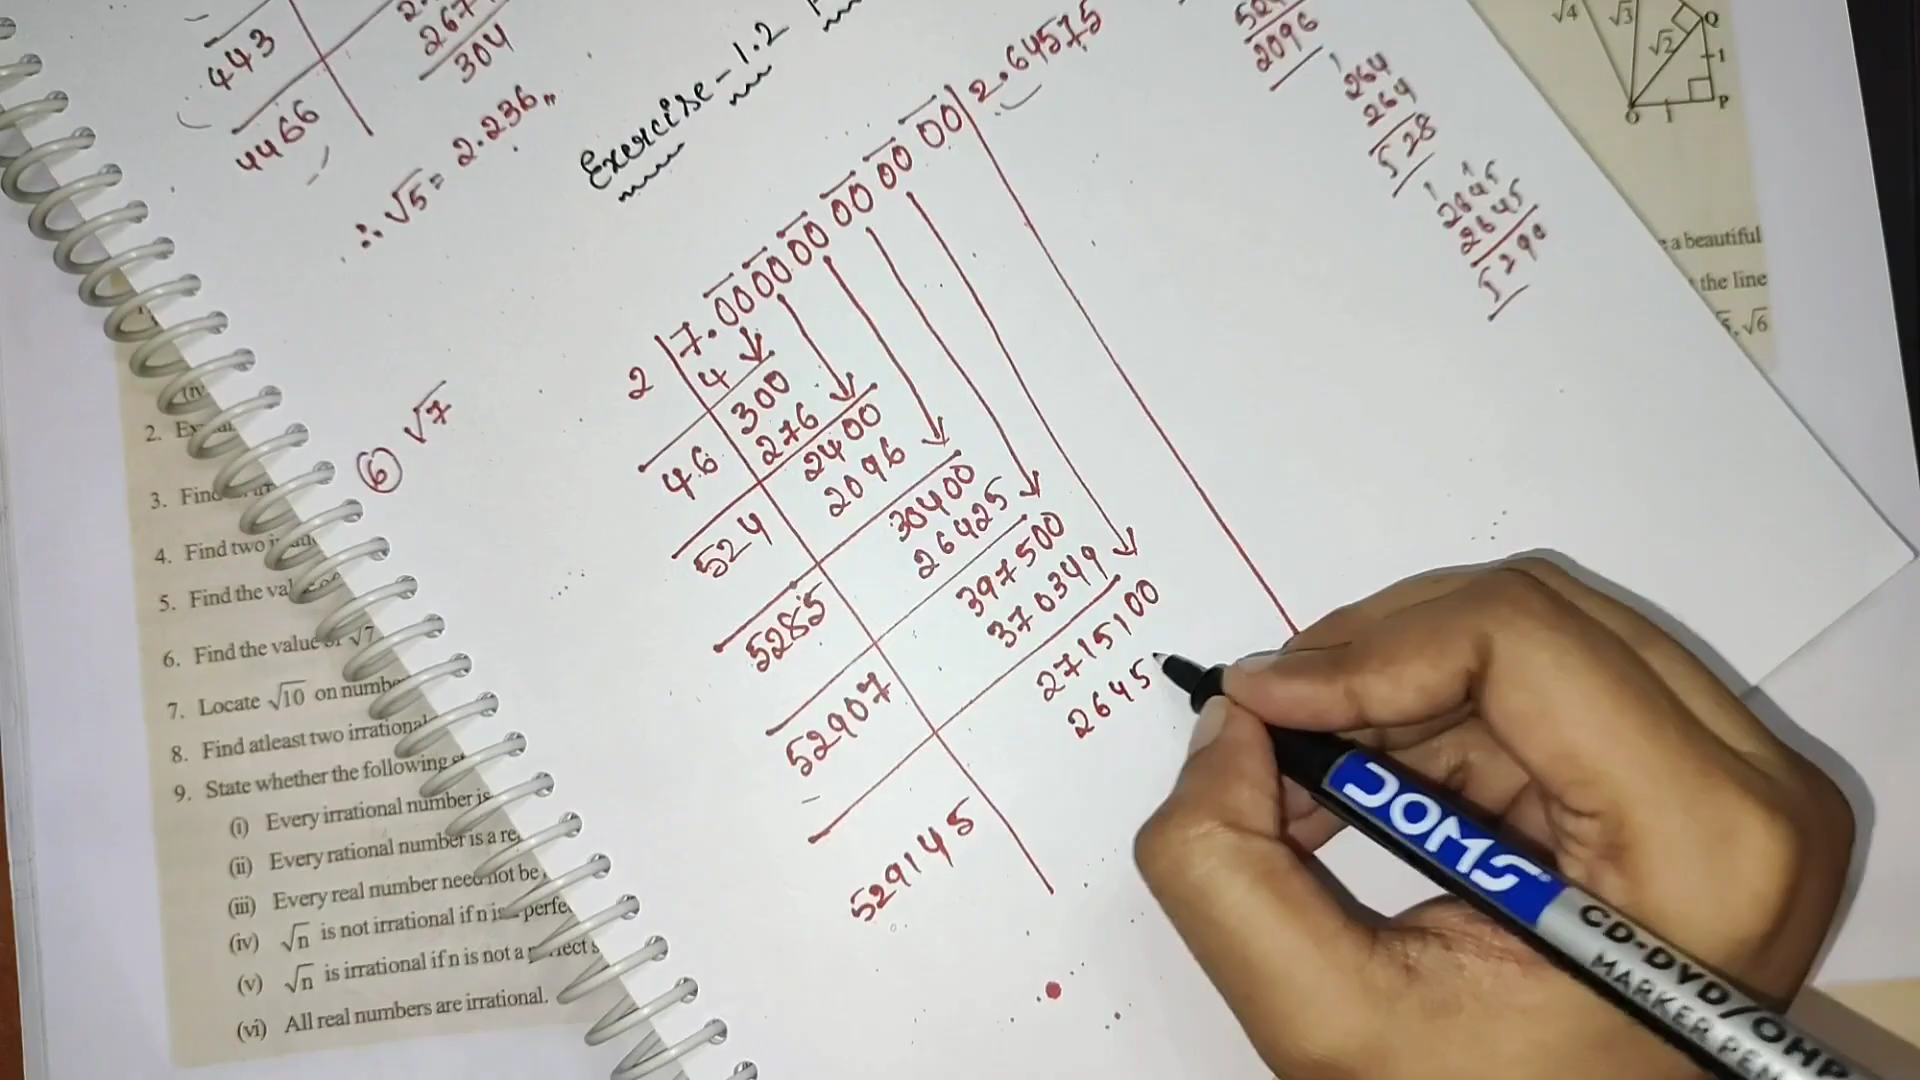 443
4466
267
304
∴ √5 = 2.236"
Exercise - 1.2
⑥ √7
2.64575
2
7.00 00 00 00 00 00
4
300
4.6
276
2400
524
2096
30400
5285
26425
397500
52907
370349
2715100
529145
26455
2096
264
264
528
2645
2645
5290
√4
√3
√2
Q
1
P
O
1
a beautiful
the line
√6
(iv
2. Ex
3. Find
4. Find two
5. Find the val
6. Find the value of √7
7. Locate √10 on numbe
8. Find atleast two irrational
9. State whether the following
(i) Every irrational number is
(ii) Every rational number is a re
(iii) Every real number need not be
(iv) √n is not irrational if n is perfe
(v) √n is irrational if n is not a perfect s
(vi) All real numbers are irrational.
DOMS
CD-DVD/OHP
MARKER PEN